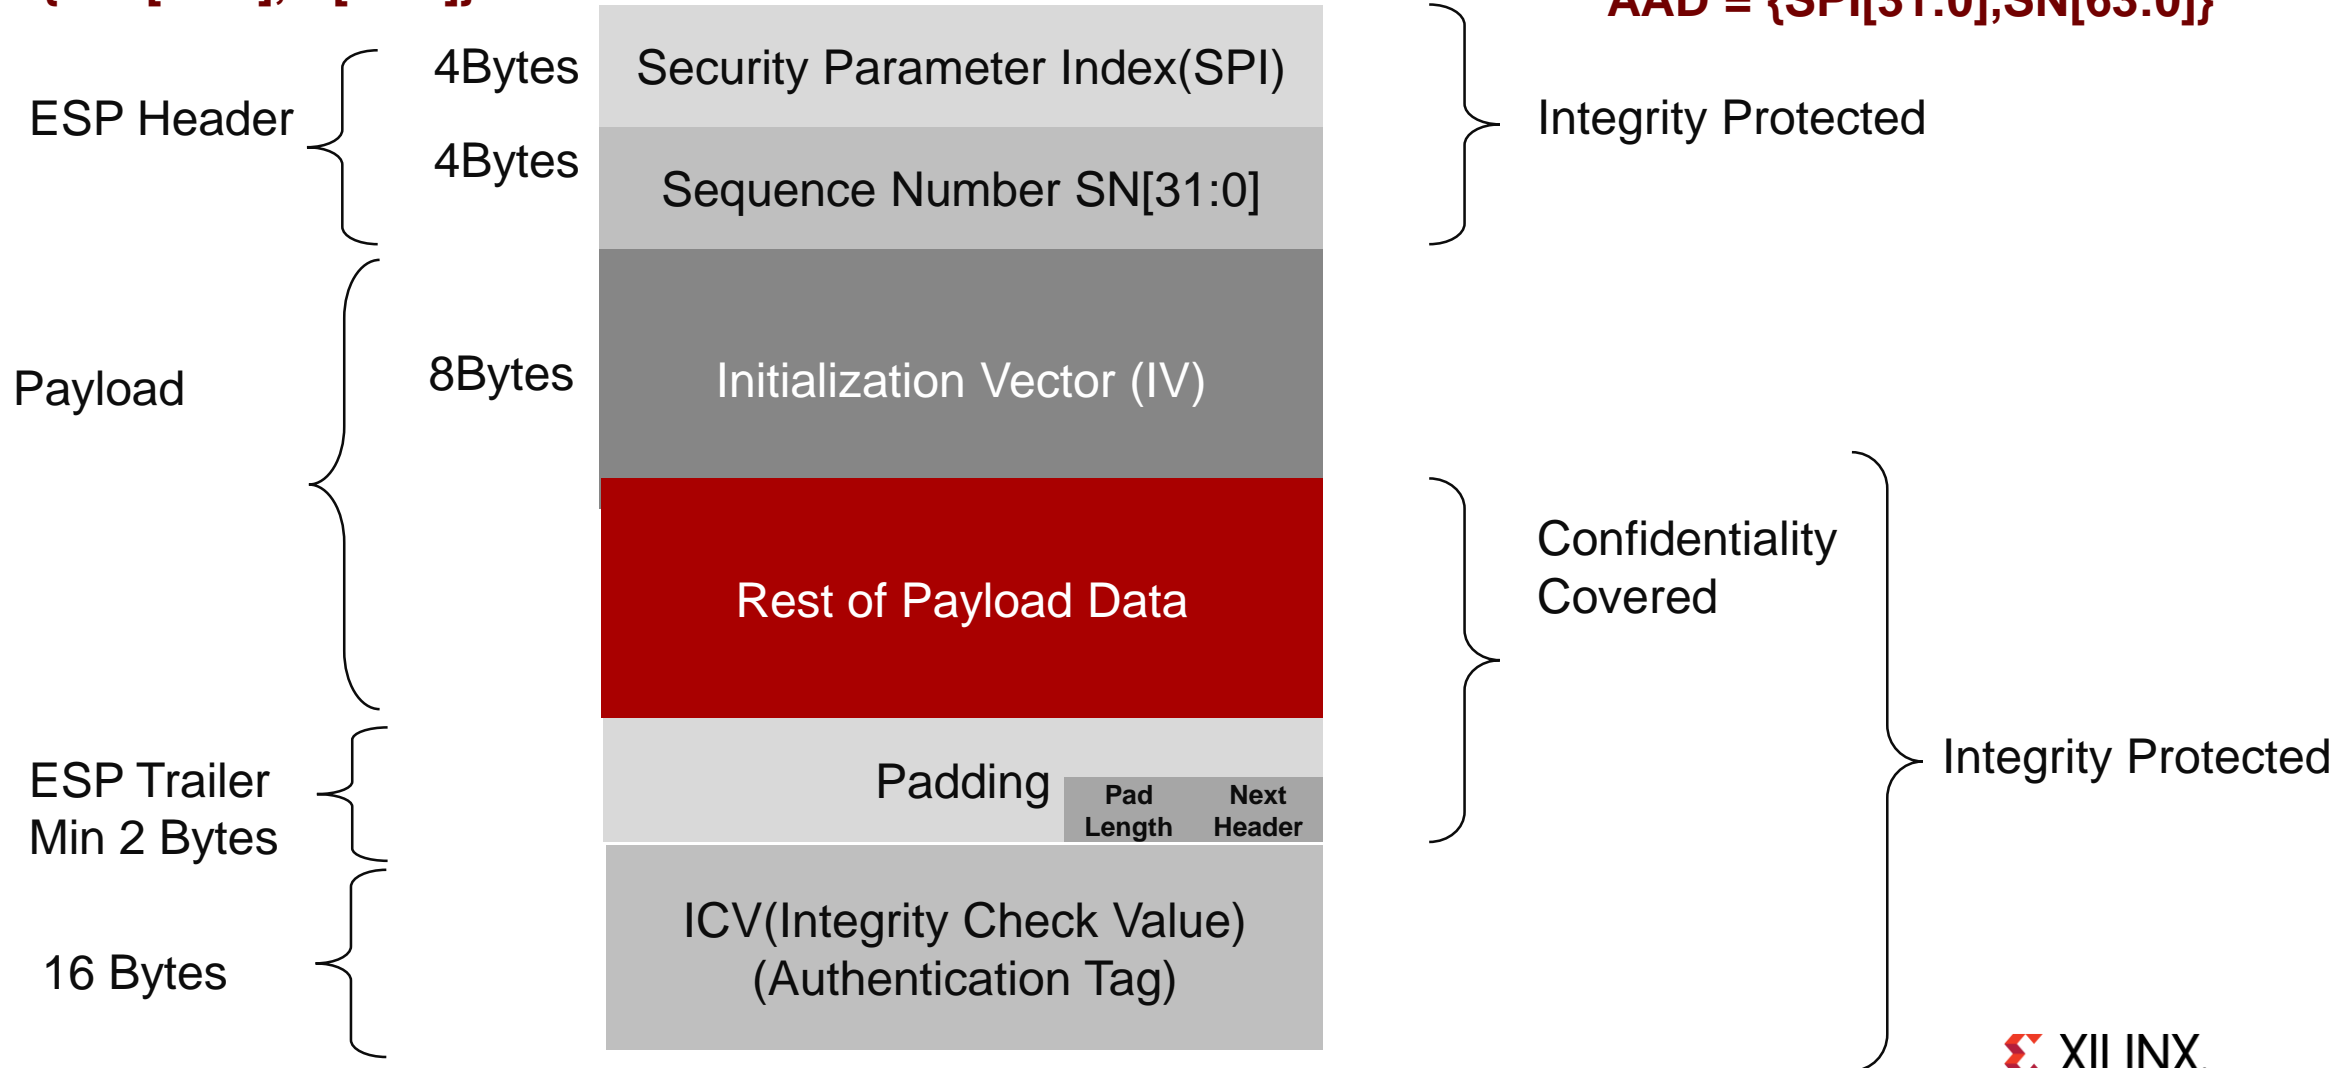 AAD = {SPI[31:0],SN[63:0]}
4Bytes
Security Parameter Index(SPI)
ESP Header
Integrity Protected
4Bytes
Sequence Number SN[31:0]
Payload
8Bytes
Initialization Vector (IV)
Confidentiality
Covered
Rest of Payload Data
Integrity Protected
ESP Trailer
Min 2 Bytes
Padding
Pad
Length
Next
Header
ICV(Integrity Check Value)
(Authentication Tag)
16 Bytes
XILINX.